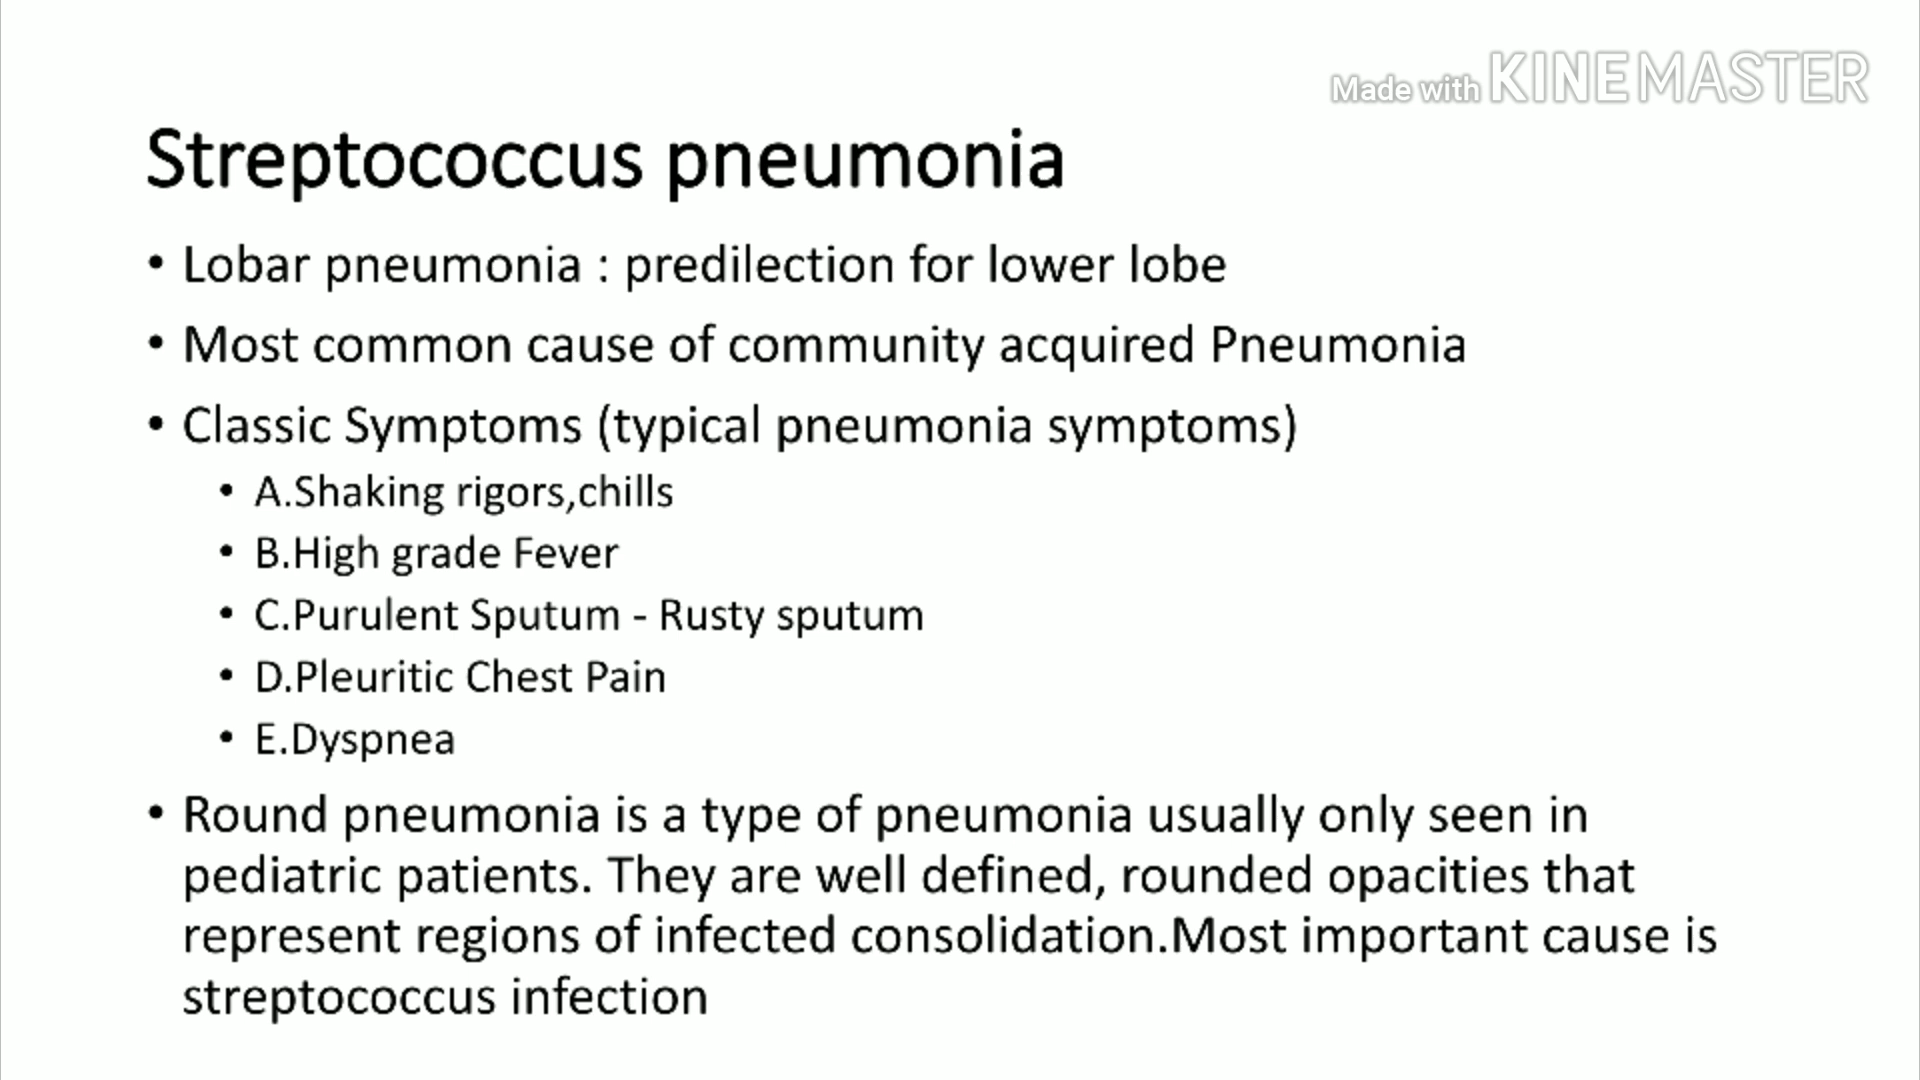 Made with KINEMASTER
Streptococcus pneumonia
• Lobar pneumonia : predilection for lower lobe
• Most common cause of community acquired Pneumonia
• Classic Symptoms (typical pneumonia symptoms)
• A.Shaking rigors,chills
• B.High grade Fever
• C.Purulent Sputum - Rusty sputum
• D.Pleuritic Chest Pain
• E.Dyspnea
• Round pneumonia is a type of pneumonia usually only seen in
pediatric patients. They are well defined, rounded opacities that
represent regions of infected consolidation.Most important cause is
streptococcus infection